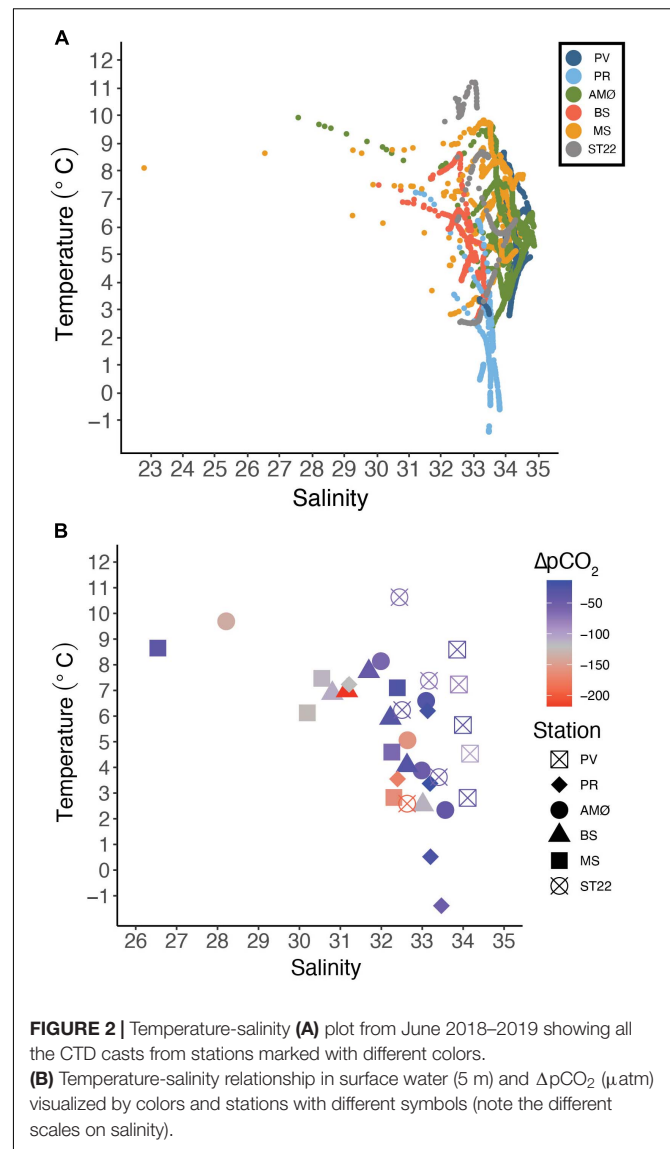 A
12
11
10
9
8
7
6
5
4
3
2
1
0
−1
Temperature (° C)
23 24 25 26 27 28 29 30 31 32 33 34 35
Salinity
PV
PR
AMØ
BS
MS
ST22
B
12
11
10
9
8
7
6
5
4
3
2
1
0
−1
Temperature (° C)
26 27 28 29 30 31 32 33 34 35
Salinity
ΔpCO₂
−50
−100
−150
−200
Station
PV
PR
AMØ
BS
MS
ST22
FIGURE 2 | Temperature-salinity (A) plot from June 2018–2019 showing all
the CTD casts from stations marked with different colors.
(B) Temperature-salinity relationship in surface water (5 m) and ΔpCO₂ (μatm)
visualized by colors and stations with different symbols (note the different
scales on salinity).